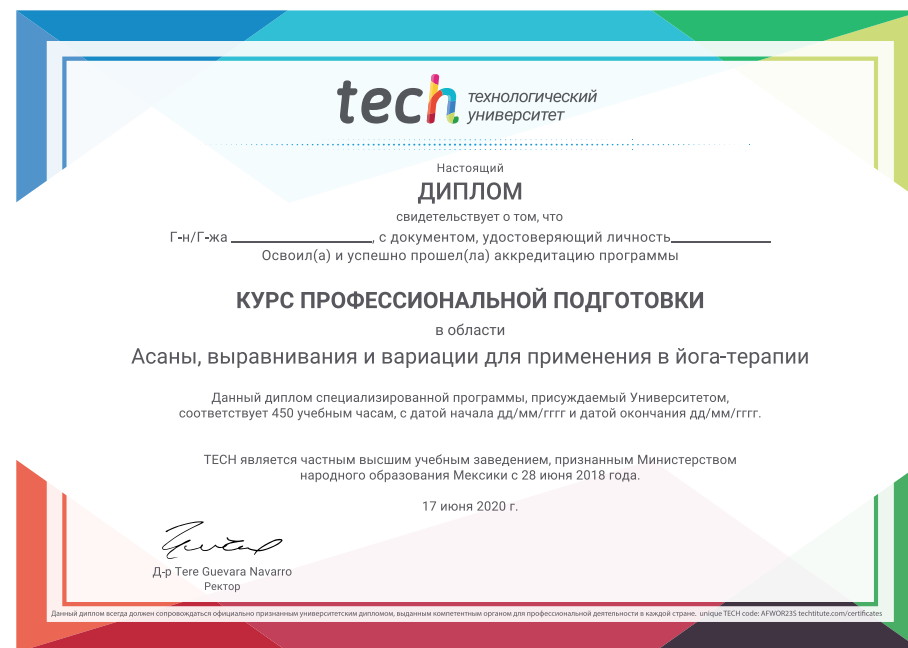 tech технологический
университет
Настоящий
ДИПЛОМ
свидетельствует о том, что
Г-н/Г-жа ____________________, с документом, удостоверяющий личность______________
Освоил(а) и успешно прошел(ла) аккредитацию программы
КУРС ПРОФЕССИОНАЛЬНОЙ ПОДГОТОВКИ
в области
Асаны, выравнивания и вариации для применения в йога-терапии
Данный диплом специализированной программы, присуждаемый Университетом,
соответствует 450 учебным часам, с датой начала дд/мм/гггг и датой окончания дд/мм/гггг.
TECH является частным высшим учебным заведением, признанным Министерством
народного образования Мексики с 28 июня 2018 года.
17 июня 2020 г.
Д-р Tere Guevara Navarro
Ректор
Данный диплом всегда должен сопровождаться официально признанным университетским дипломом, выданным компетентным органом для профессиональной деятельности в каждой стране. unique TECH code: AFWOR23S techtitute.com/certificates